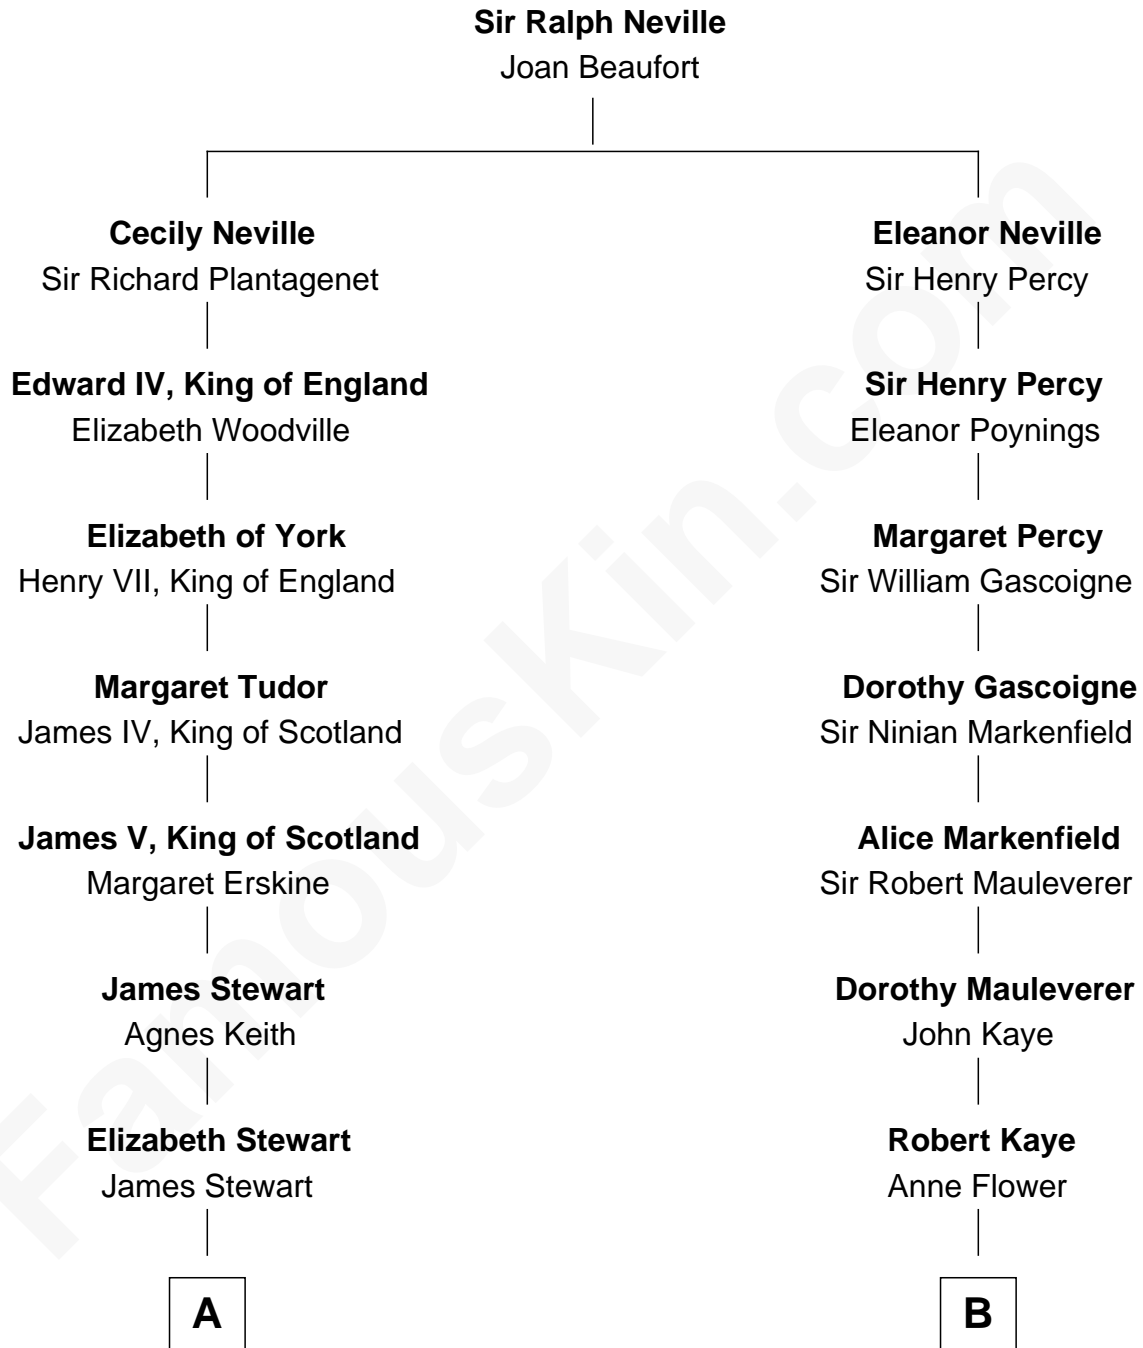 Sir Ralph Neville
Joan Beaufort
Cecily Neville
Sir Richard Plantagenet
Eleanor Neville
Sir Henry Percy
Edward IV, King of England
Elizabeth Woodville
Sir Henry Percy
Eleanor Poynings
Elizabeth of York
Henry VII, King of England
Margaret Percy
Sir William Gascoigne
Margaret Tudor
James IV, King of Scotland
Dorothy Gascoigne
Sir Ninian Markenfield
James V, King of Scotland
Margaret Erskine
Alice Markenfield
Sir Robert Mauleverer
James Stewart
Agnes Keith
Dorothy Mauleverer
John Kaye
Elizabeth Stewart
James Stewart
Robert Kaye
Anne Flower
A
B
FamousKin.com